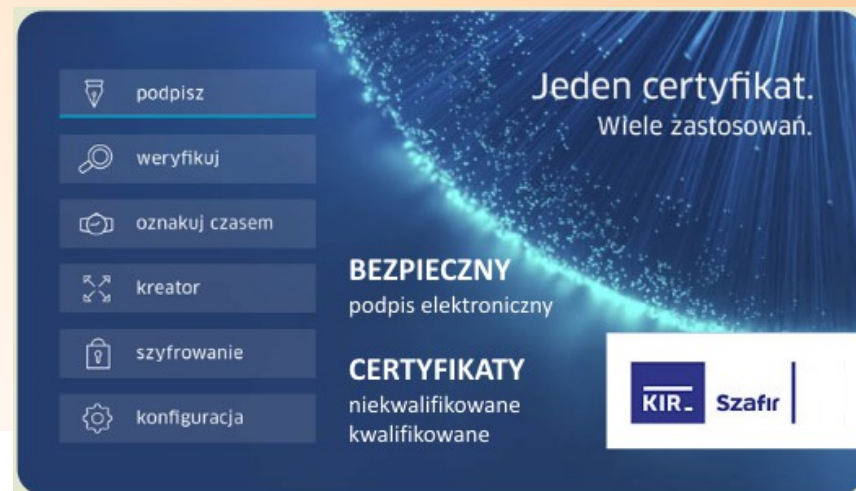 podpisz
weryfikuj
oznakuj czasem
kreator
szyfrowanie
konfiguracja
Jeden certyfikat.
Wiele zastosowań.
BEZPIECZNY
podpis elektroniczny
CERTYFIKATY
niekwalifikowane
kwalifikowane
KIR Szafir